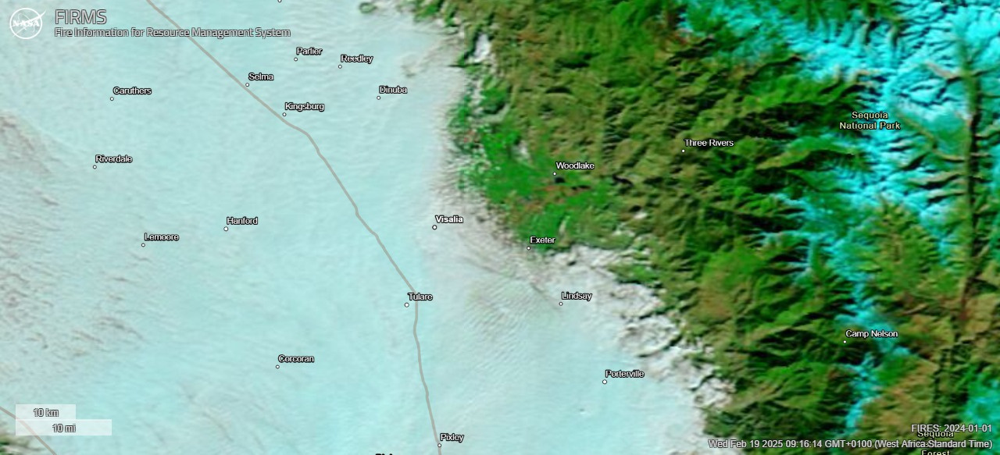 NASA
FIRMS
Fire Information for Resource Management System
Parlier
Reedley
Selma
Caruthers
Dinuba
Kingsburg
Sequoia
National Park
Three Rivers
Riverdale
Woodlake
Visalia
Hanford
Lemoore
Exeter
Tulare
Lindsay
Camp Nelson
Corcoran
Porterville
10 km
10 mi
FIRES: 2024-01-01
Sequoia
Pixley
Wed Feb 19 2025 09:16:14 GMT+0100 (West Africa Standard Time)
Forest